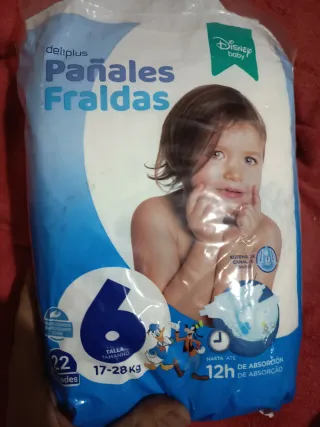 deliplus
Pañales
Fraldas
Disney
baby
6
TALLA
TAMANHO
17-28 Kg
22
HASTA / ATÉ
12h DE ABSORCIÓN
DE ABSORÇÃO